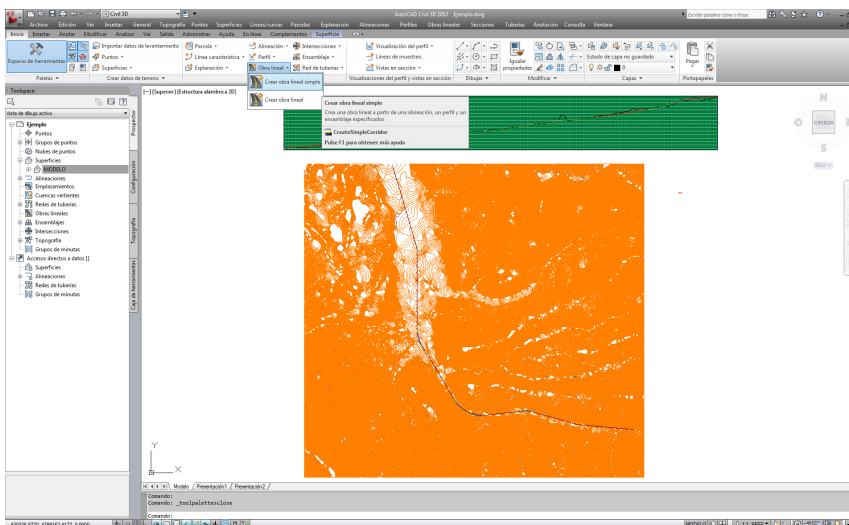 Civil 3D
AutoCAD Civil 3D 2012 Ejemplo.dwg
Escriba palabra clave o frase
Archivo Edición Ver Insertar General Topografía Puntos Superficies Líneas/curvas Parcelas Explanación Alineaciones Perfiles Obras lineales Secciones Tuberías Anotación Consulta Ventana
Inicio Insertar Anotar Modificar Analizar Ver Salida Administrar Ayuda En línea Complementos Superficie
Espacio de herramientas
Importar datos de levantamiento
Puntos
Superficies
Parcela
Línea característica
Explanación
Alineación
Perfil
Obra lineal
Intersecciones
Ensamblaje
Red de tuberías
Visualización del perfil
Líneas de muestreo
Vistas en sección
Igualar propiedades
Estado de capa no guardado
0
Pegar
Paletas
Crear datos de terreno
Visualizaciones del perfil y vistas en sección
Dibujar
Modificar
Capas
Portapapeles
Crear obra lineal simple
Crear obra lineal
Crear obra lineal simple
Crea una obra lineal a partir de una alineación, un perfil y un
ensamblaje especificados
CreateSimpleCorridor
Pulse F1 para obtener más ayuda
Toolspace
Vista de dibujo activo
Ejemplo
Puntos
Grupos de puntos
Nubes de puntos
Superficies
MODELO
Alineaciones
Emplazamientos
Cuencas vertientes
Redes de tuberías
Obras lineales
Ensamblajes
Intersecciones
Topografía
Grupos de minutas
Accesos directos a datos []
Superficies
Alineaciones
Redes de tuberías
Grupos de minutas
Prospector
Configuración
Topografía
Caja de herramientas
[-] [Superior] [Estructura alámbrica 2D]
N
SUPERIOR
S
O
SCU
Y
X
Modelo
Presentación1
Presentación2
Comando:
Comando: _toolpalettesclose
Comando:
MODELO